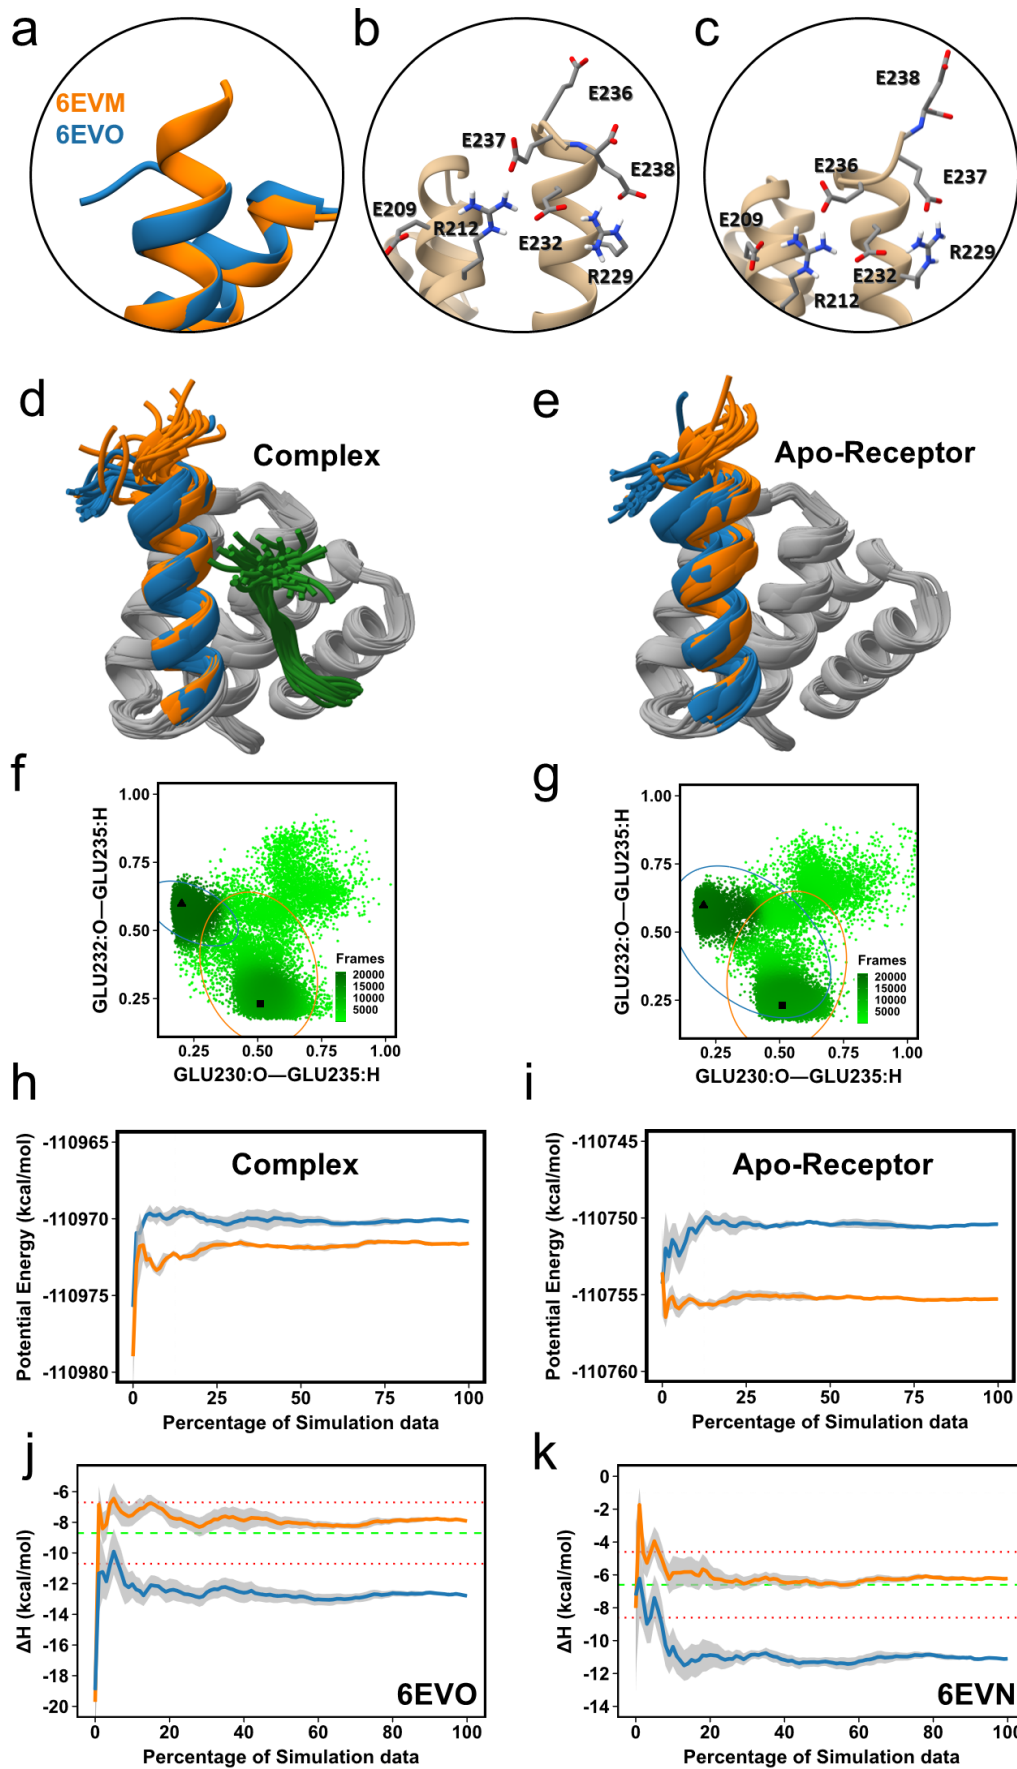 a
b
c
6EVM
6EVO
E236
E237
E238
E209
R212
E232
R229
E238
E236
E237
E209
R229
E232
R212
d
e
Complex
Apo-Receptor
f
g
GLU232:O—GLU235:H
1.00
0.75
0.50
0.25
Frames
20000
15000
10000
5000
0.25 0.50 0.75 1.00
GLU230:O—GLU235:H
GLU232:O—GLU235:H
1.00
0.75
0.50
0.25
Frames
20000
15000
10000
5000
0.25 0.50 0.75 1.00
GLU230:O—GLU235:H
h
i
Potential Energy (kcal/mol)
-110965
-110970
-110975
-110980
Complex
0 25 50 75 100
Percentage of Simulation data
Potential Energy (kcal/mol)
-110745
-110750
-110755
-110760
Apo-Receptor
0 25 50 75 100
Percentage of Simulation data
j
k
ΔH (kcal/mol)
-6
-8
-10
-12
-14
-16
-18
-20
6EVO
0 20 40 60 80 100
Percentage of Simulation data
ΔH (kcal/mol)
0
-2
-4
-6
-8
-10
-12
-14
6EVN
0 20 40 60 80 100
Percentage of Simulation data